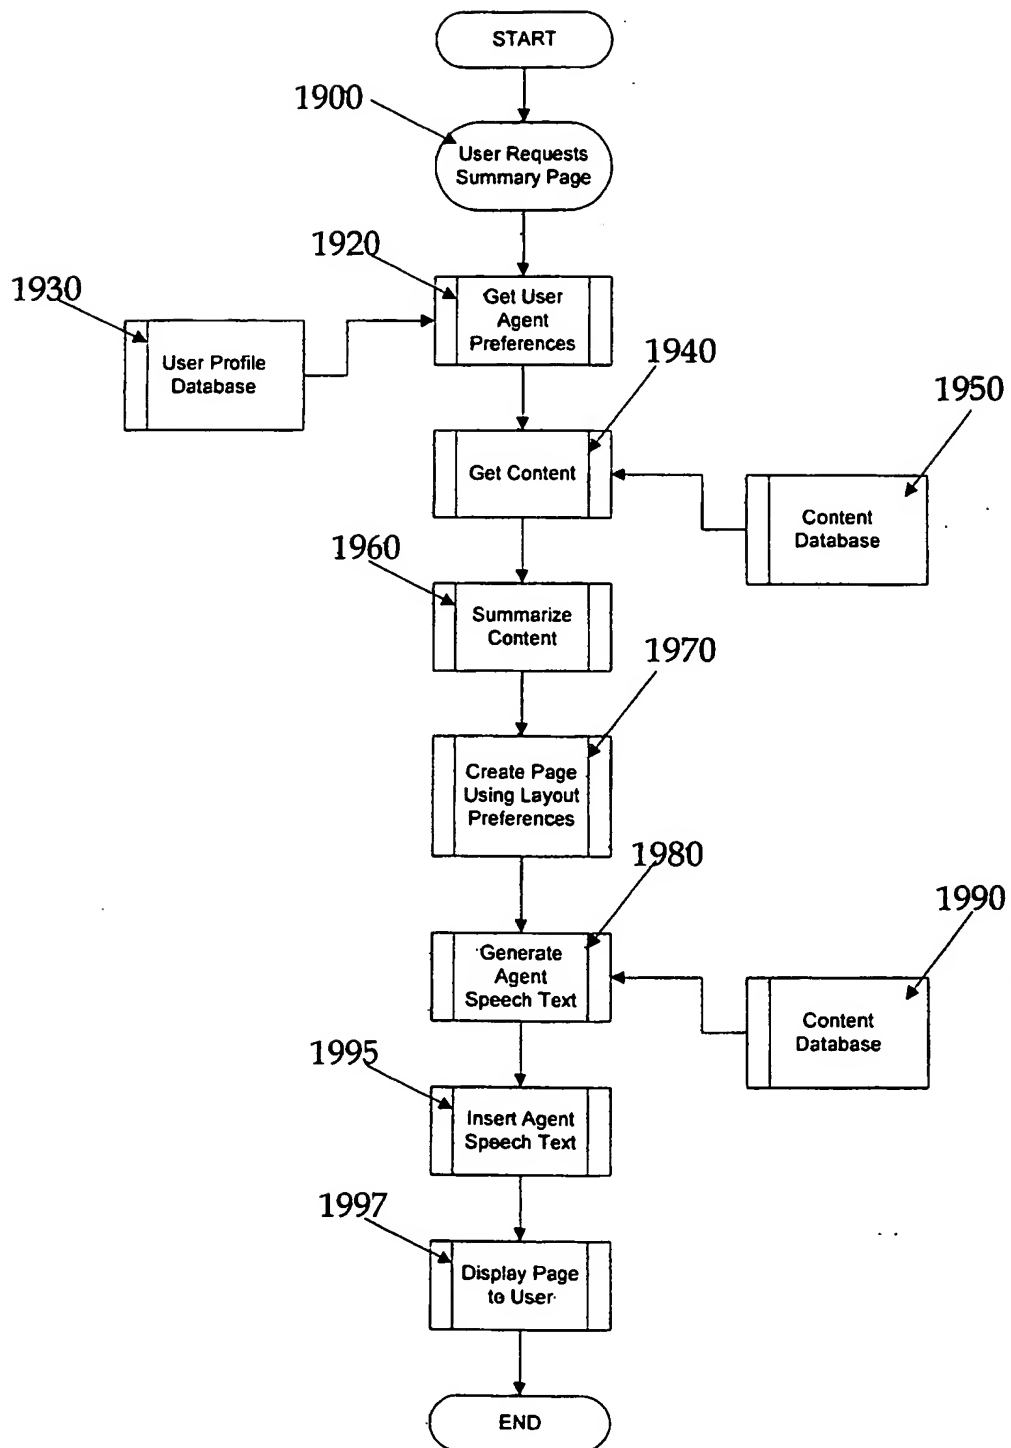 START
1900
User Requests
Summary Page
1920
1930
Get User
Agent
Preferences
User Profile
Database
1940
1950
Get Content
Content
Database
1960
Summarize
Content
1970
Create Page
Using Layout
Preferences
1980
1990
Generate
Agent
Speech Text
Content
Database
1995
Insert Agent
Speech Text
1997
Display Page
to User
END